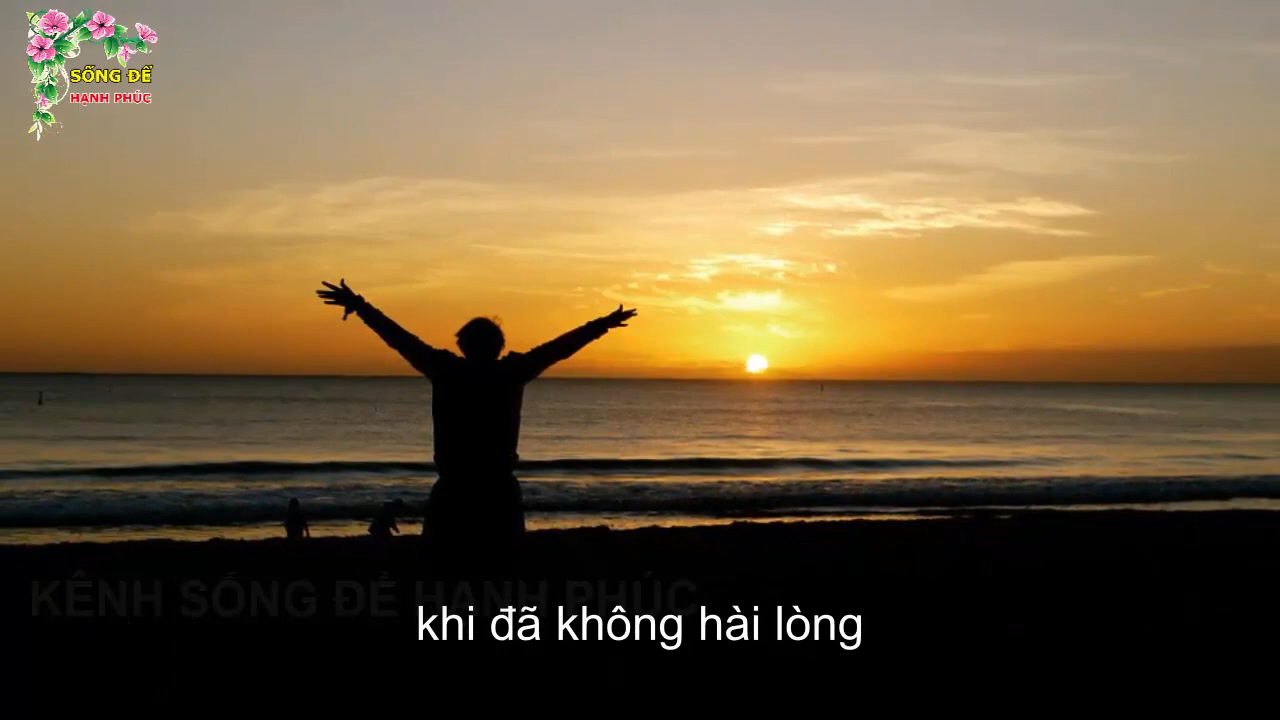 SỐNG ĐỂ
HẠNH PHÚC
KÊNH SỐNG ĐỂ HẠNH PHÚC
khi đã không hài lòng